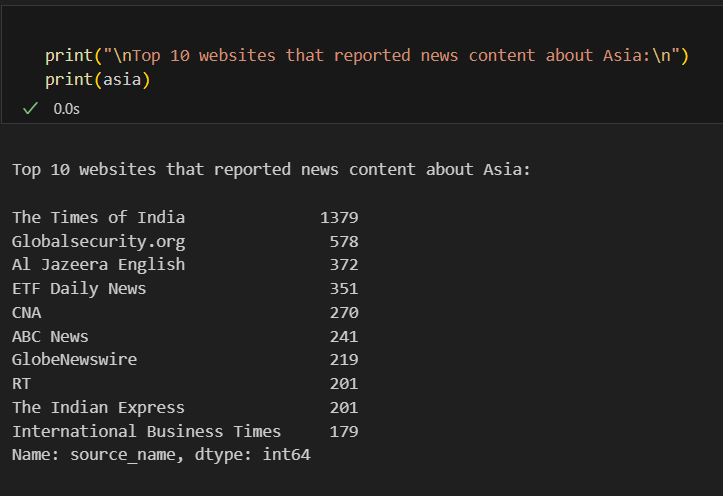 print("\nTop 10 websites that reported news content about Asia:\n")
print(asia)
0.0s
Top 10 websites that reported news content about Asia:
The Times of India 1379
Globalsecurity.org 578
Al Jazeera English 372
ETF Daily News 351
CNA 270
ABC News 241
GlobeNewswire 219
RT 201
The Indian Express 201
International Business Times 179
Name: source_name, dtype: int64